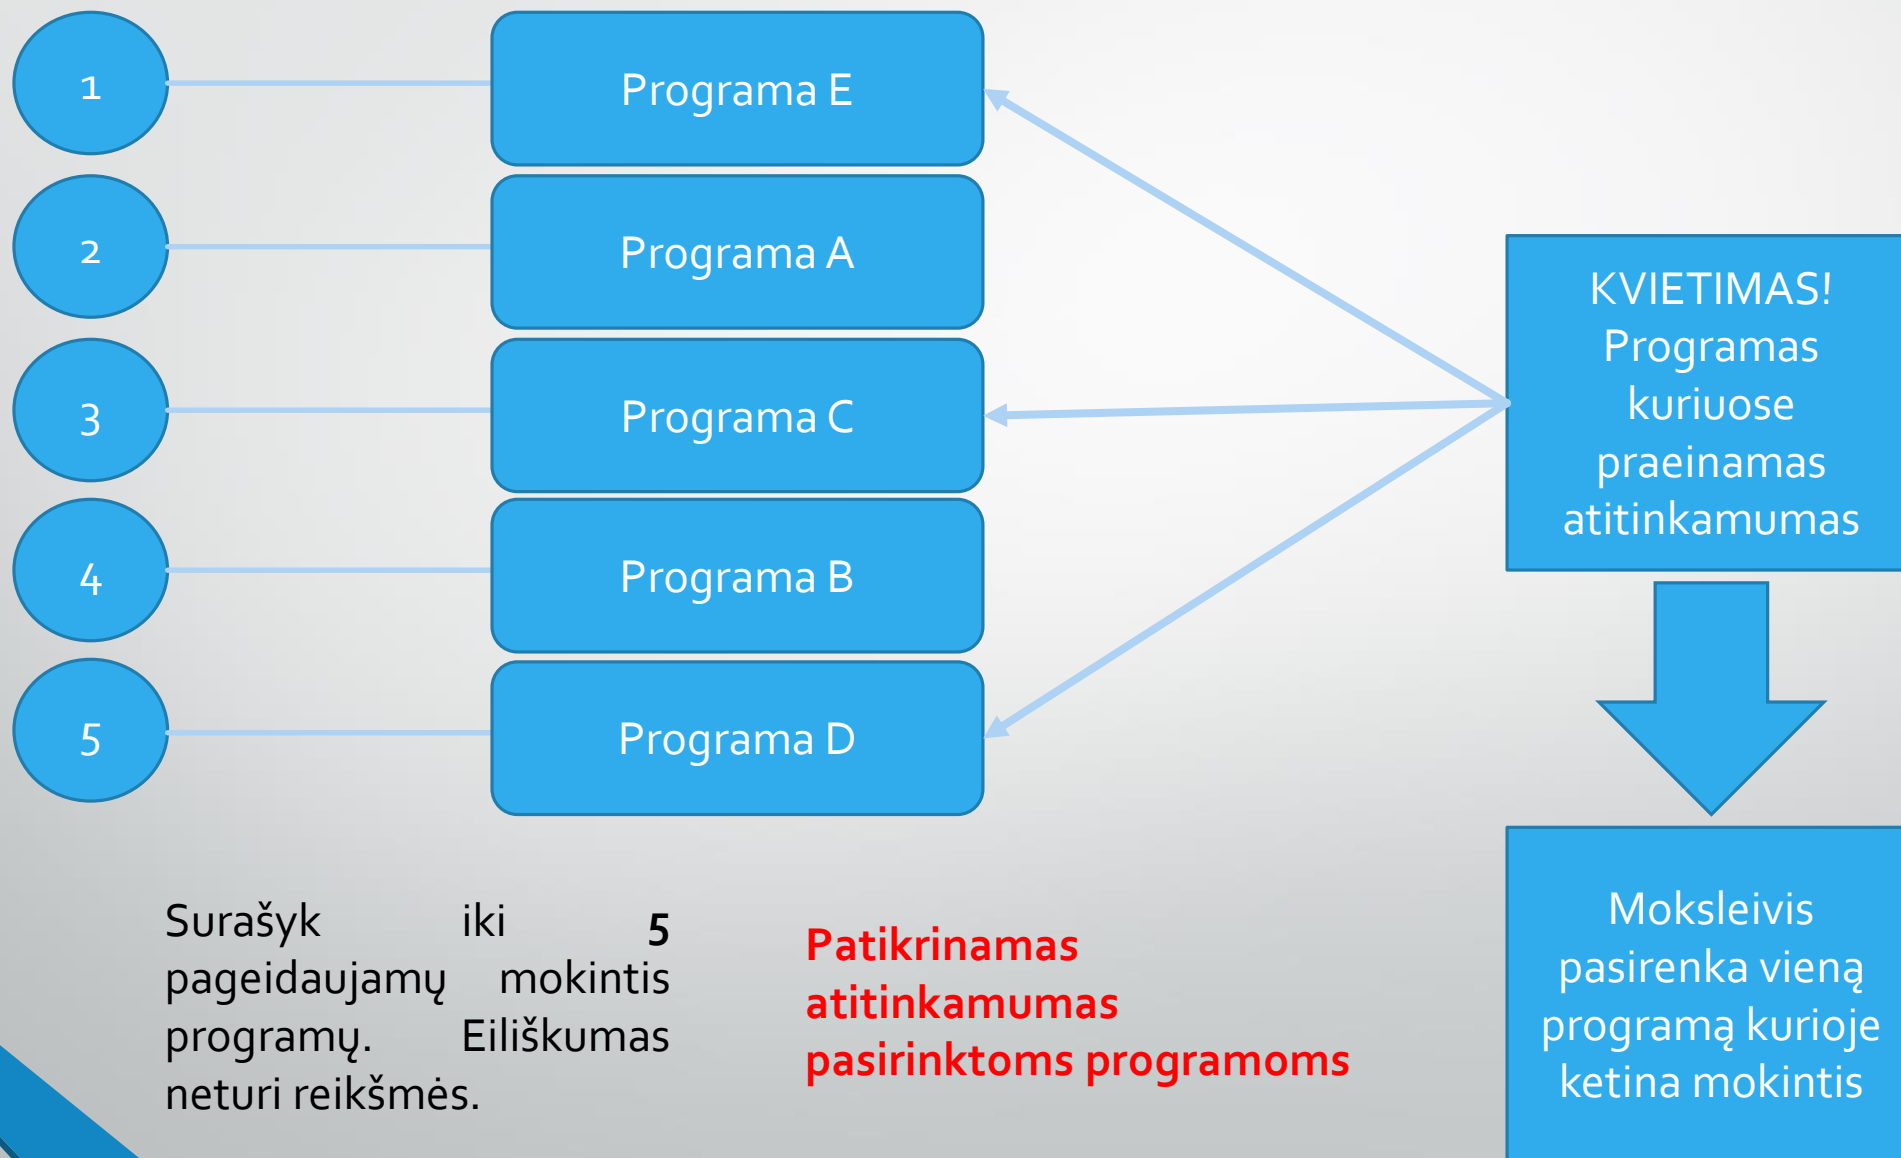 1
Programa E
2
Programa A
3
Programa C
4
Programa B
5
Programa D
KVIETIMAS!
Programas
kuriuose
praeinamas
atitinkamumas
Surašyk iki 5
pageidaujamų mokintis
programų. Eiliškumas
neturi reikšmės.
Patikrinamas
atitinkamumas
pasirinktoms programoms
Moksleivis
pasirenka vieną
programą kurioje
ketina mokintis